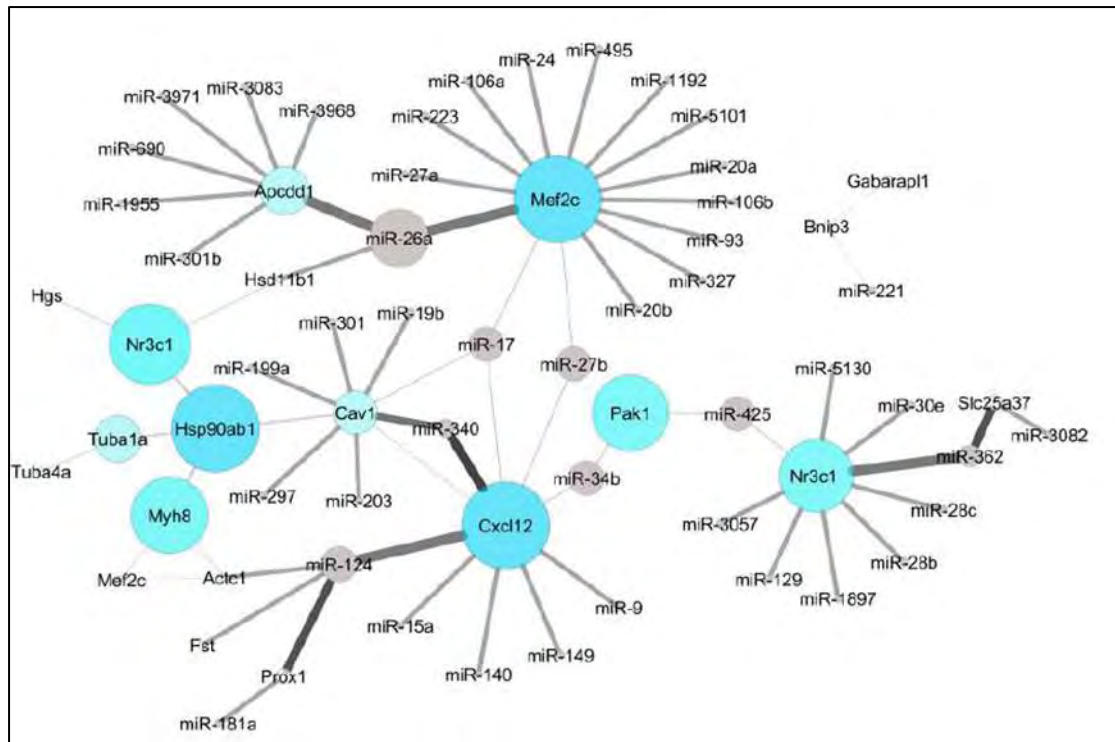 miR-495
miR-24
miR-106a
miR-1192
miR-3083
miR-3971
miR-3968
miR-223
miR-5101
miR-690
miR-27a
miR-20a
Gabarapl1
Apcdd1
Mef2c
miR-1955
miR-106b
Bnip3
miR-26a
miR-93
miR-301b
Hsd11b1
miR-327
miR-221
Hgs
miR-20b
miR-301
miR-19b
Nr3c1
miR-17
miR-27b
miR-199a
miR-5130
Pak1
miR-30e
Slc25a37
Cav1
miR-425
Hsp90ab1
miR-340
Tuba1a
miR-3082
miR-362
Tuba4a
Nr3c1
miR-34b
miR-297
miR-203
miR-28c
Myh8
Cxcl12
miR-3057
miR-28b
miR-124
Mef2c
Actc1
miR-129
miR-1897
miR-9
miR-15a
Fst
miR-149
miR-140
Prox1
miR-181a